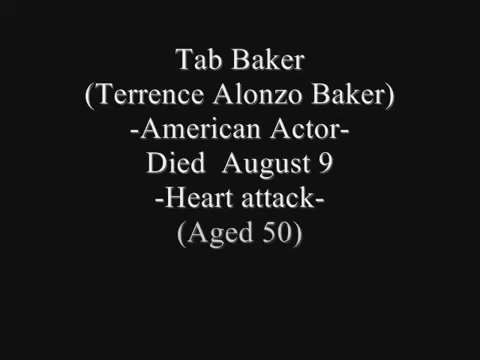 Tab Baker
(Terrence Alonzo Baker)
-American Actor-
Died  August 9
-Heart attack-
(Aged 50)